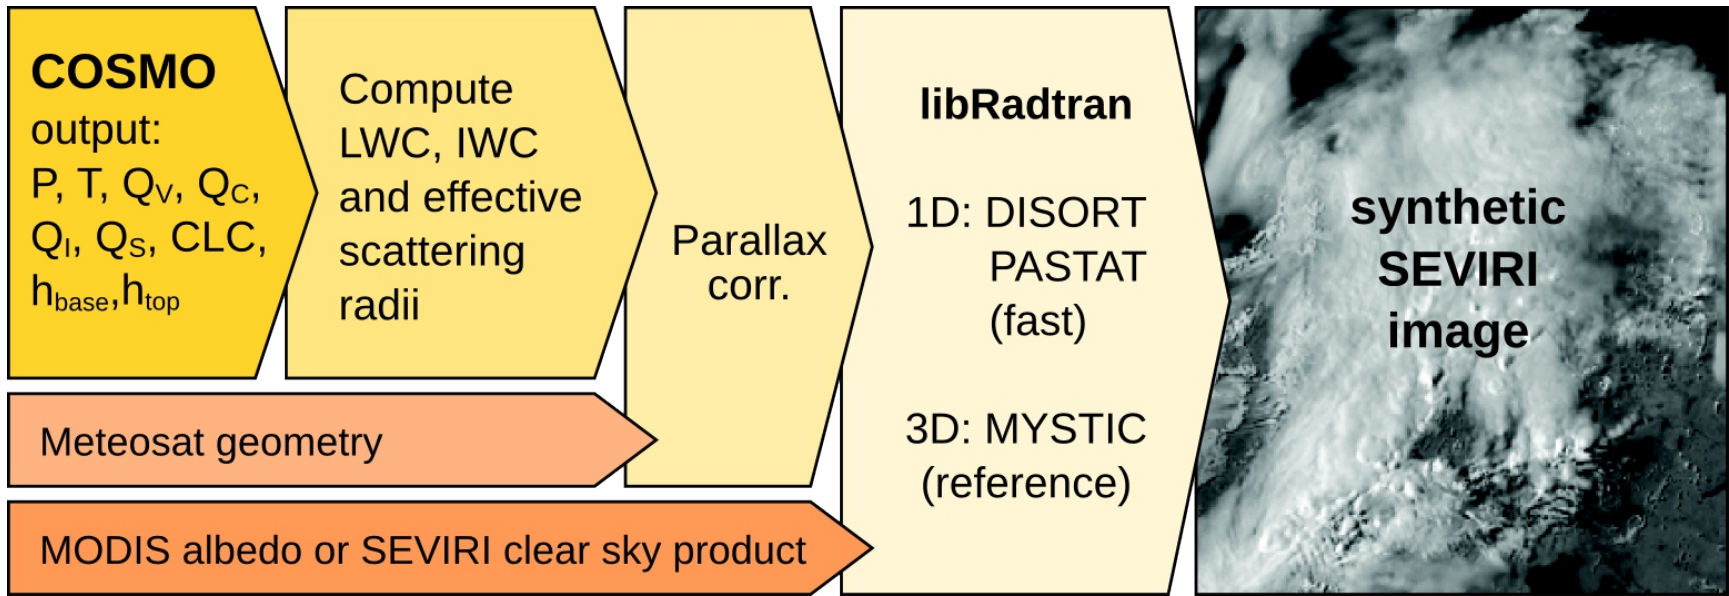 COSMO
output:
P, T, QV, QC,
QI, QS, CLC,
hbase,htop
Compute
LWC, IWC
and effective
scattering
radii
Parallax
corr.
libRadtran
1D: DISORT
PASTAT
(fast)
3D: MYSTIC
(reference)
synthetic
SEVIRI
image
Meteosat geometry
MODIS albedo or SEVIRI clear sky product